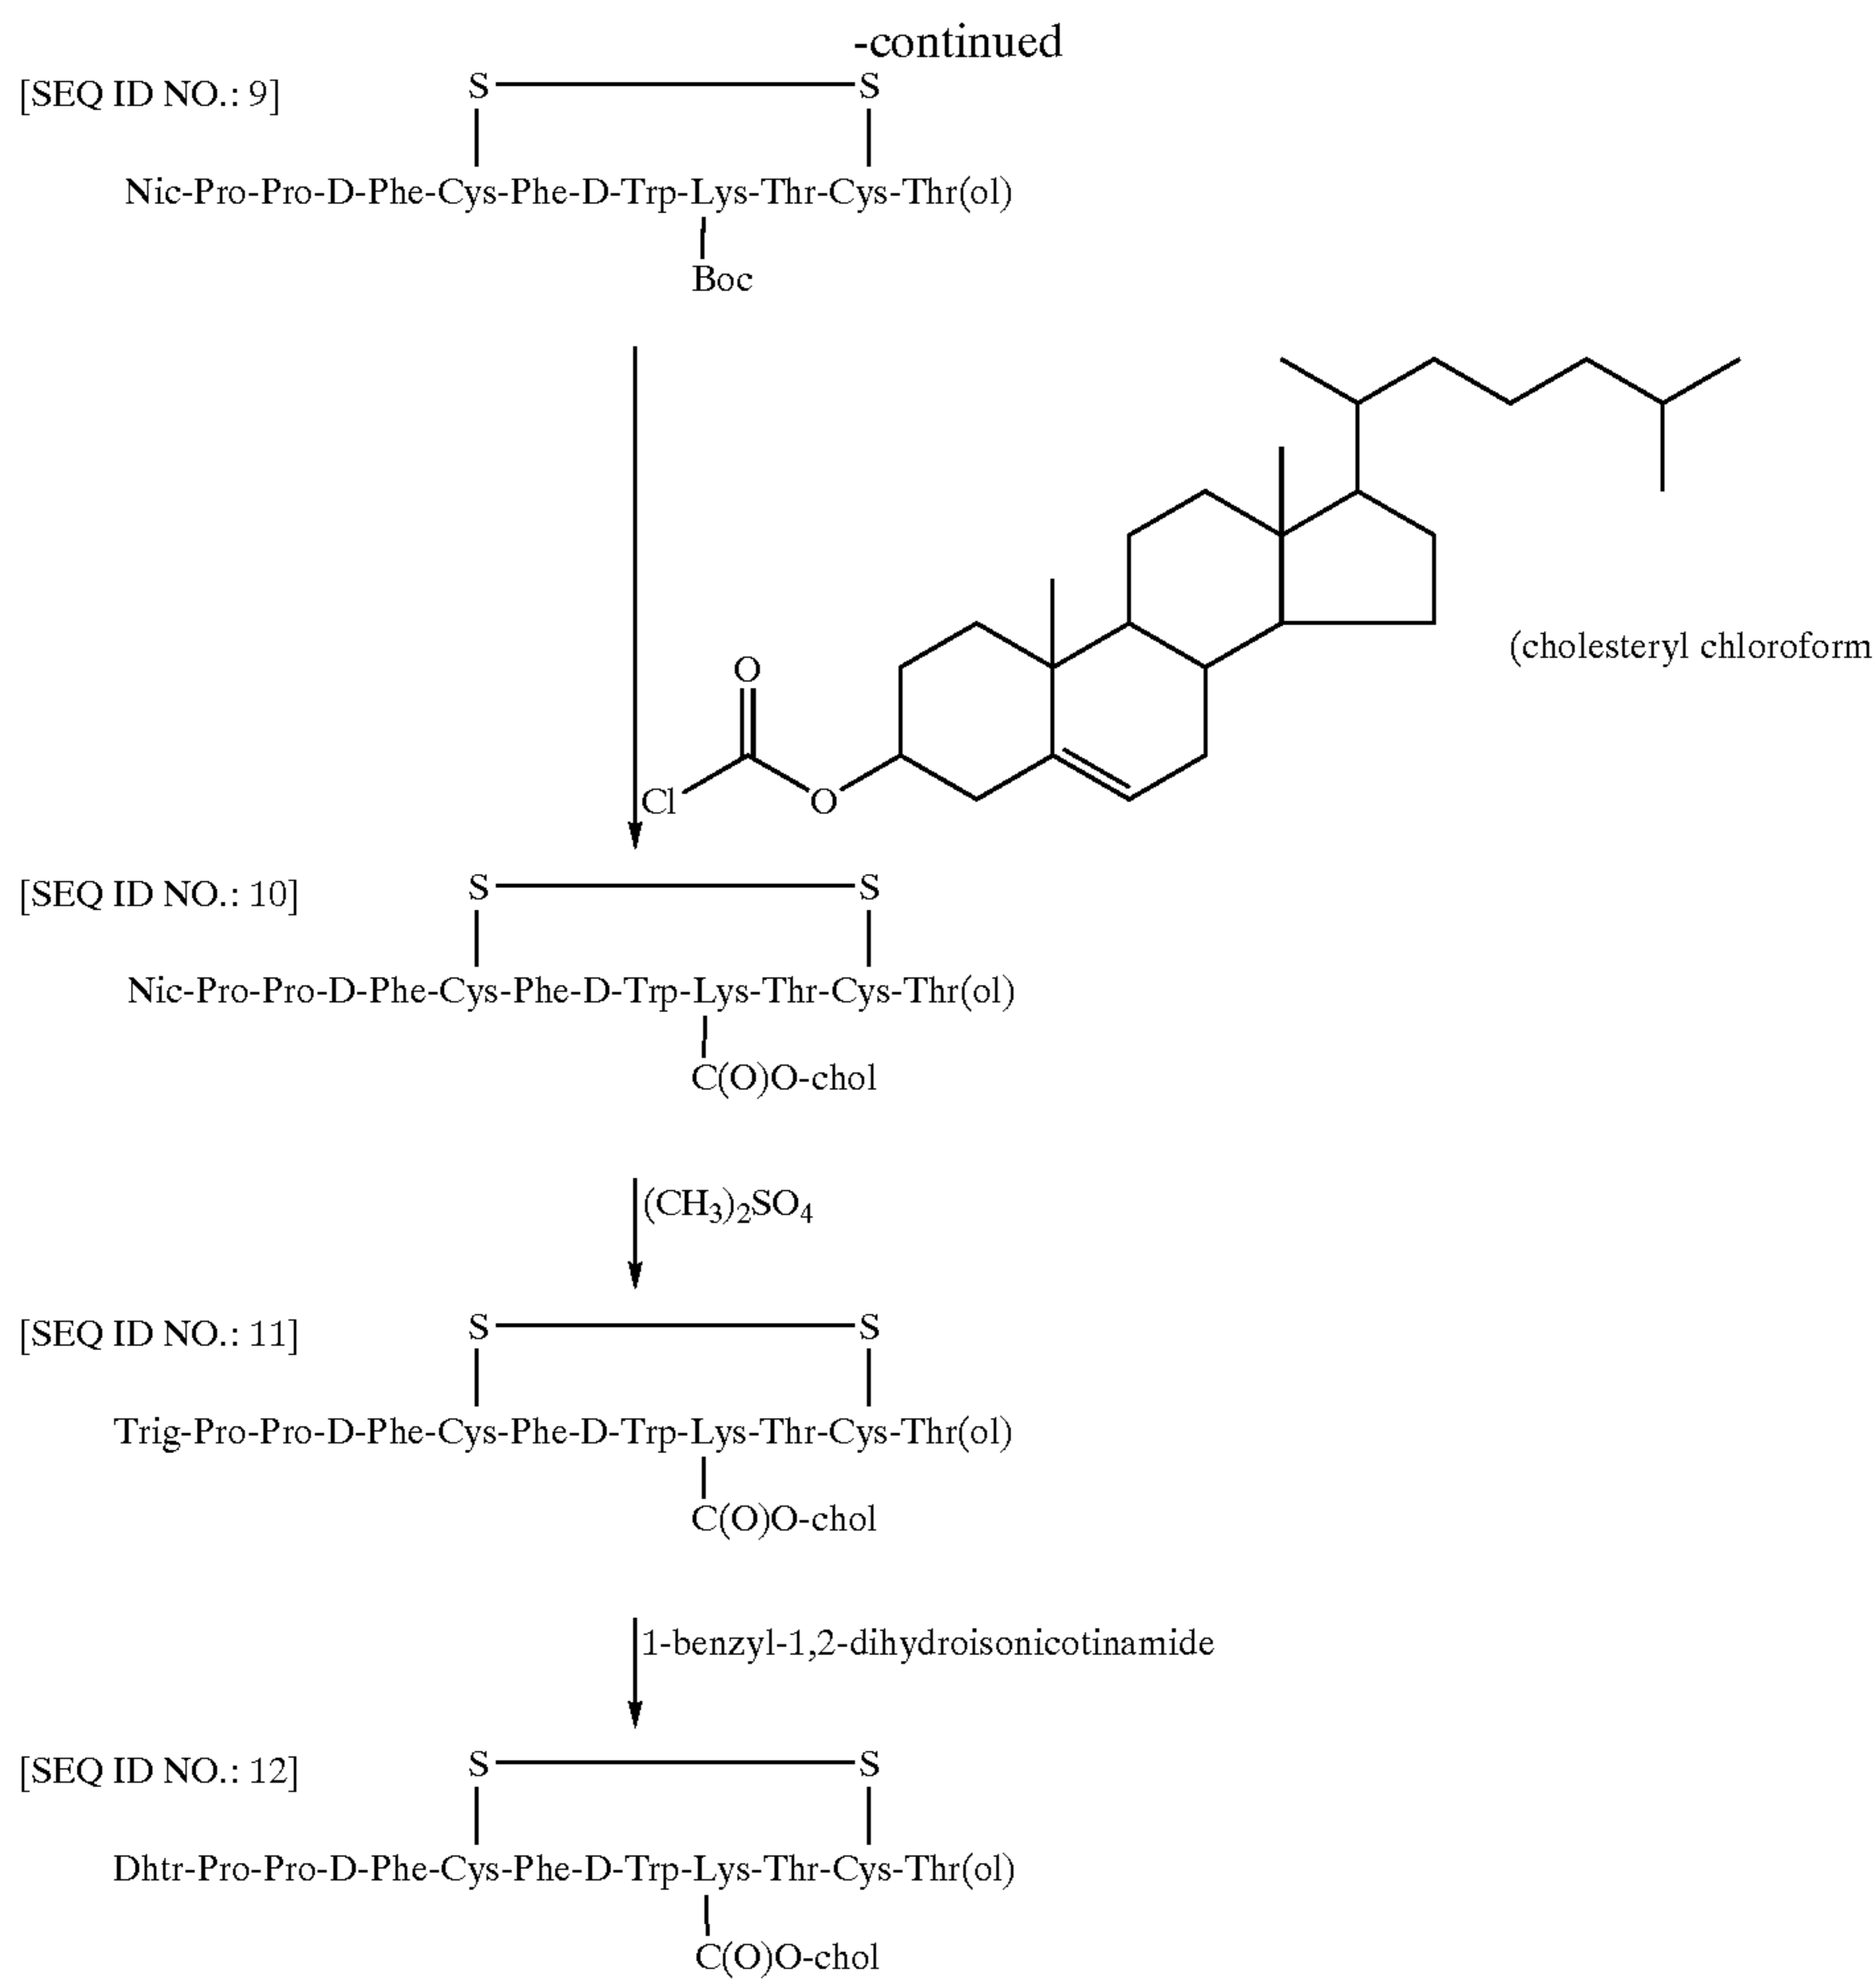 -continued
[SEQ ID NO.: 9]
S S
Nic-Pro-Pro-D-Phe-Cys-Phe-D-Trp-Lys-Thr-Cys-Thr(ol)
Boc
(cholesteryl chloroform
O
Cl O
[SEQ ID NO.: 10]
S S
Nic-Pro-Pro-D-Phe-Cys-Phe-D-Trp-Lys-Thr-Cys-Thr(ol)
C(O)O-chol
(CH3)2SO4
[SEQ ID NO.: 11]
S S
Trig-Pro-Pro-D-Phe-Cys-Phe-D-Trp-Lys-Thr-Cys-Thr(ol)
C(O)O-chol
1-benzyl-1,2-dihydroisonicotinamide
[SEQ ID NO.: 12]
S S
Dhtr-Pro-Pro-D-Phe-Cys-Phe-D-Trp-Lys-Thr-Cys-Thr(ol)
C(O)O-chol